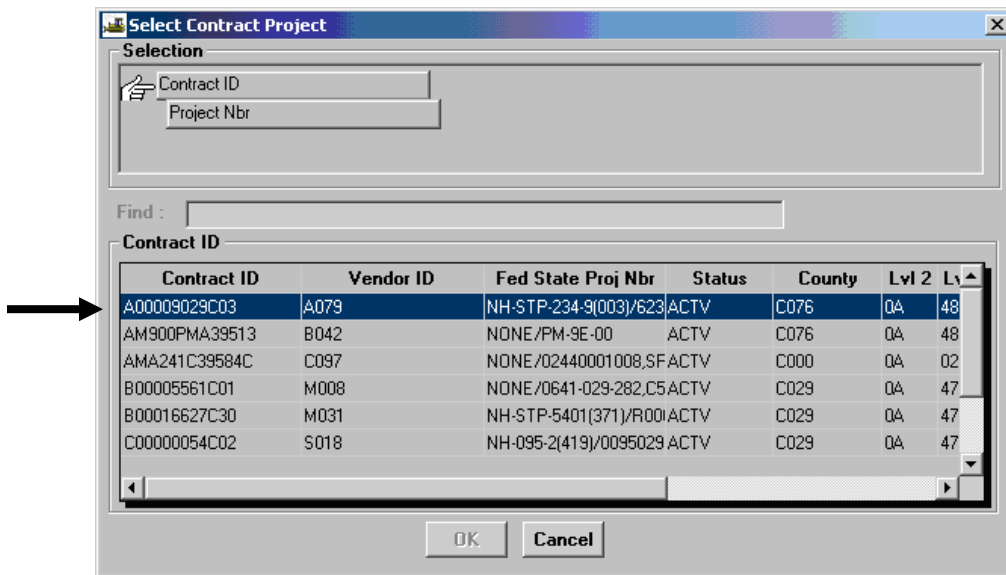 Select Contract Project
Selection
Contract ID
Project Nbr
Find :
Contract ID
Contract ID Vendor ID Fed State Proj Nbr Status County Lvl 2 Lv
A00009029C03 A079 NH-STP-234-9(003)/623 ACTV C076 0A 48
AM900PMA39513 B042 NONE/PM-9E-00 ACTV C076 0A 48
AMA241C39584C C097 NONE/02440001008,SF ACTV C000 0A 02
B00005561C01 M008 NONE/0641-029-282,C5 ACTV C029 0A 47
B00016627C30 M031 NH-STP-5401(371)/R00 ACTV C029 0A 47
C00000054C02 S018 NH-095-2(419)/0095029 ACTV C029 0A 47
OK Cancel